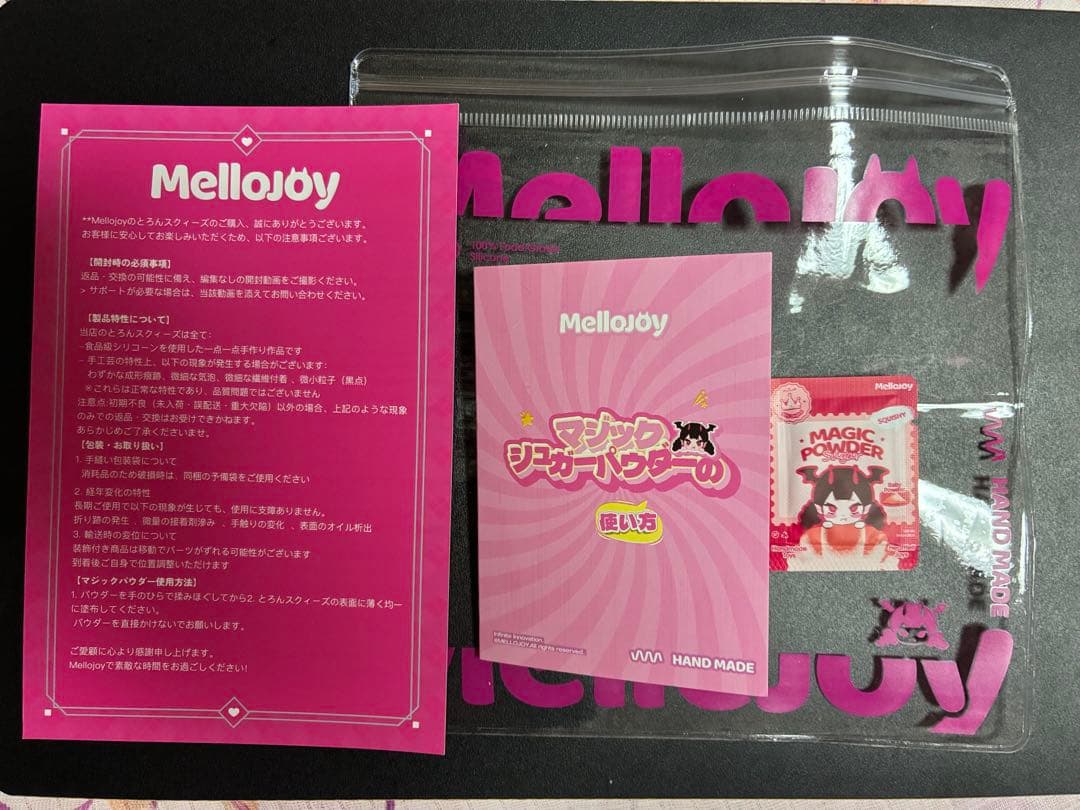 Mellojoy
**Mellojoyのとろんスクィーズのご購入、誠にありがとうございます。
お客様に安心してお楽しみいただくため、以下の注意事項ございます。
【開封時の必須事項】
返品・交換の可能性に備え、編集なしの開封動画をご撮影ください。
> サポートが必要な場合は、当該動画を添えてお問い合わせください。
【製品特性について】
当店のとろんスクィーズは全て:
-食品級シリコーンを使用した一点一点手作り作品です
- 手工芸の特性上、以下の現象が発生する場合がございます:
わずかな成形痕跡、微細な気泡、微細な繊維付着 、微小粒子（黒点）
※これらは正常な特性であり、品質問題ではございません
注意点:初期不良（未入荷・誤配送・重大欠陥）以外の場合、上記のような現象
のみでの返品・交換はお受けできかねます。
あらかじめご了承くださいませ。
【包装・お取り扱い】
1. 手縫い包装袋について
消耗品のため破損時は、同梱の予備袋をご使用ください
2. 経年変化の特性
長期ご使用で以下の現象が生じても、使用に支障ありません。
折り跡の発生 、微量の接着剤滲み 、手触りの変化 、表面のオイル析出
3. 輸送時の変位について
装飾付き商品は移動でパーツがずれる可能性がございます
到着後ご自身で位置調整いただけます
【マジックパウダー使用方法】
1. パウダーを手のひらで揉みほぐしてから2. とろんスクィーズの表面に薄く均一
に塗布してください。
パウダーを直接かけないでお願いします。
ご愛顧に心より感謝申し上げます。
Mellojoyで素敵な時間をお過ごしください!
Mellojoy
100% Food Grade
Silicone
Mellojoy
マジック
シュガーパウダーの
使い方
Infinite Innovation.
©MELLOJOY.All rights reserved.
HAND MADE
Mellojoy
SQUISHY
MAGIC
POWDER
Baby
Powder
Handmade
Toys
HAND MADE
Mellojoy